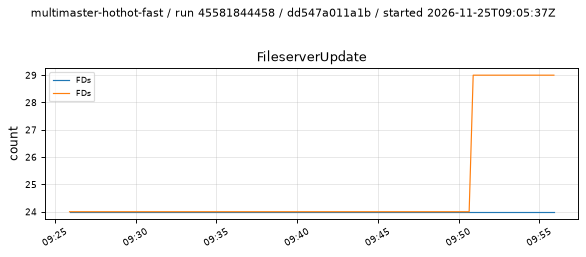 multimaster-hothot-fast / run 45581844458 / dd547a011a1b / started 2026-11-25T09:05:37Z
FileserverUpdate
FDs
FDs
count
29
28
27
26
25
24
09:25
09:30
09:35
09:40
09:45
09:50
09:55